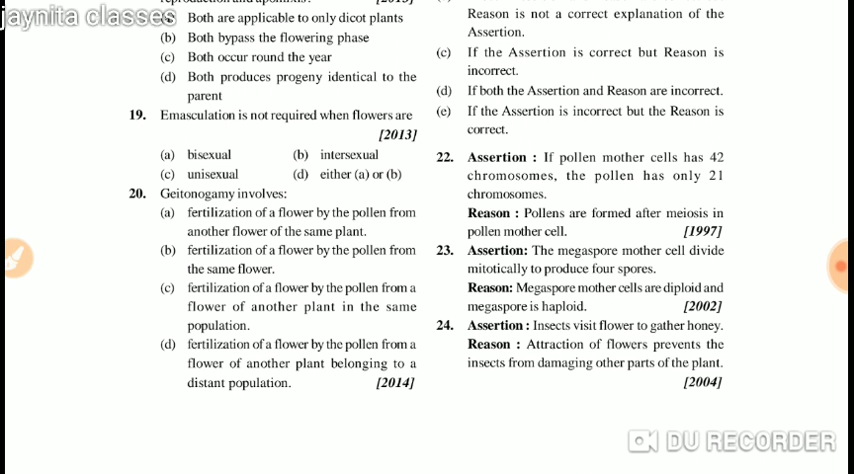 jaynita classes
Both are applicable to only dicot plants
(b) Both bypass the flowering phase
(c) Both occur round the year
(d) Both produces progeny identical to the
parent
19. Emasculation is not required when flowers are
[2013]
(a) bisexual (b) intersexual
(c) unisexual (d) either (a) or (b)
20. Geitonogamy involves:
(a) fertilization of a flower by the pollen from
another flower of the same plant.
(b) fertilization of a flower by the pollen from
the same flower.
(c) fertilization of a flower by the pollen from a
flower of another plant in the same
population.
(d) fertilization of a flower by the pollen from a
flower of another plant belonging to a
distant population. [2014]
Reason is not a correct explanation of the
Assertion.
(c) If the Assertion is correct but Reason is
incorrect.
(d) If both the Assertion and Reason are incorrect.
(e) If the Assertion is incorrect but the Reason is
correct.
22. Assertion : If pollen mother cells has 42
chromosomes, the pollen has only 21
chromosomes.
Reason : Pollens are formed after meiosis in
pollen mother cell. [1997]
23. Assertion: The megaspore mother cell divide
mitotically to produce four spores.
Reason: Megaspore mother cells are diploid and
megaspore is haploid. [2002]
24. Assertion : Insects visit flower to gather honey.
Reason : Attraction of flowers prevents the
insects from damaging other parts of the plant.
[2004]
DU RECORDER